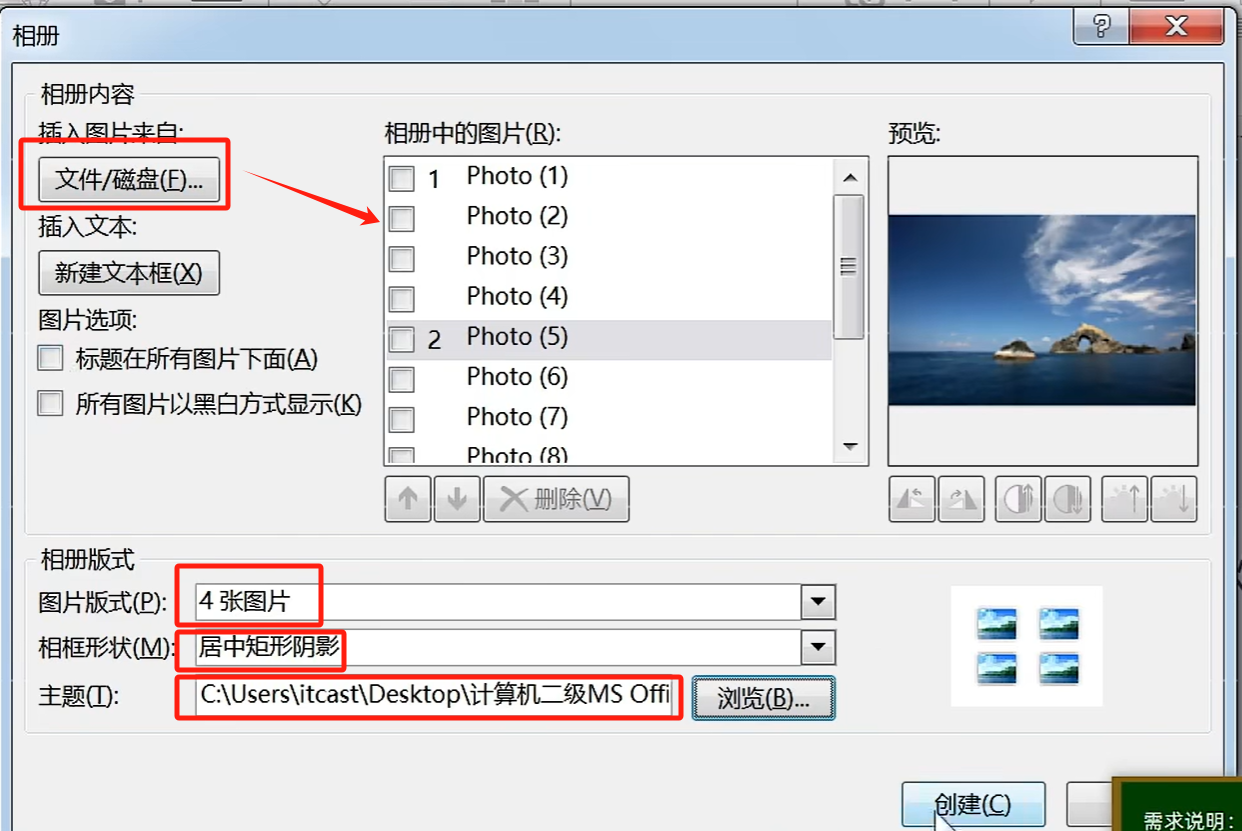 相册
相册内容
插入图片来自:
文件/磁盘(F)...
插入文本:
新建文本框(X)
图片选项:
标题在所有图片下面(A)
所有图片以黑白方式显示(K)
相册中的图片(R):
1 Photo (1)
Photo (2)
Photo (3)
Photo (4)
2 Photo (5)
Photo (6)
Photo (7)
Photo (8)
删除(V)
预览:
相册版式
图片版式(P): 4 张图片
相框形状(M): 居中矩形阴影
主题(T): C:\Users\itcast\Desktop\计算机二级MS Offi
浏览(B)...
创建(C)
需求说明: